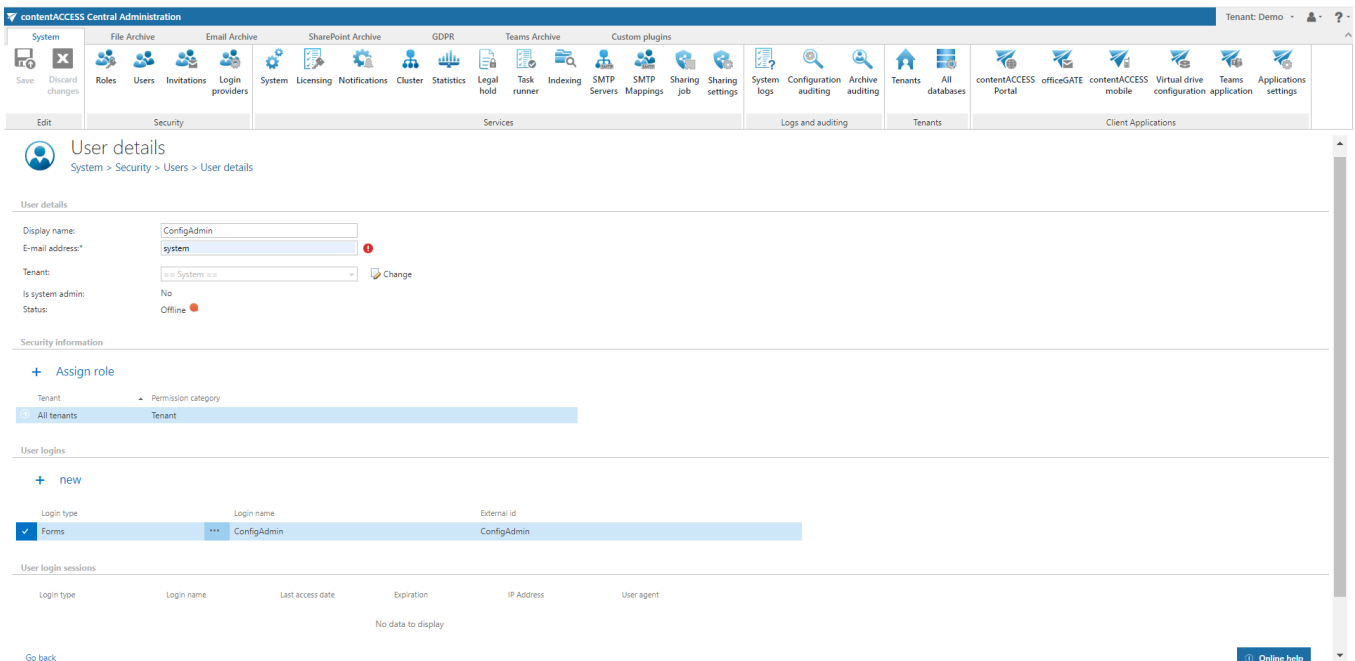 contentACCESS Central Administration
Tenant: Demo
?
System File Archive Email Archive SharePoint Archive GDPR Teams Archive Custom plugins
Save Discard changes Roles Users Invitations Login providers System Licensing Notifications Cluster Statistics Legal hold Task runner Indexing SMTP Servers SMTP Mappings Sharing job Sharing settings System logs Configuration auditing Archive auditing Tenants All databases contentACCESS Portal officeGATE contentACCESS mobile Virtual drive configuration Teams application Applications settings
Edit Security Services Logs and auditing Tenants Client Applications
User details
System > Security > Users > User details
User details
Display name: ConfigAdmin
E-mail address:* system
Tenant: == System == Change
Is system admin: No
Status: Offline
Security information
+ Assign role
Tenant Permission category
All tenants Tenant
User logins
+ new
Login type Login name External id
Forms ... ConfigAdmin ConfigAdmin
User login sessions
Login type Login name Last access date Expiration IP Address User agent
No data to display
Go back Online help